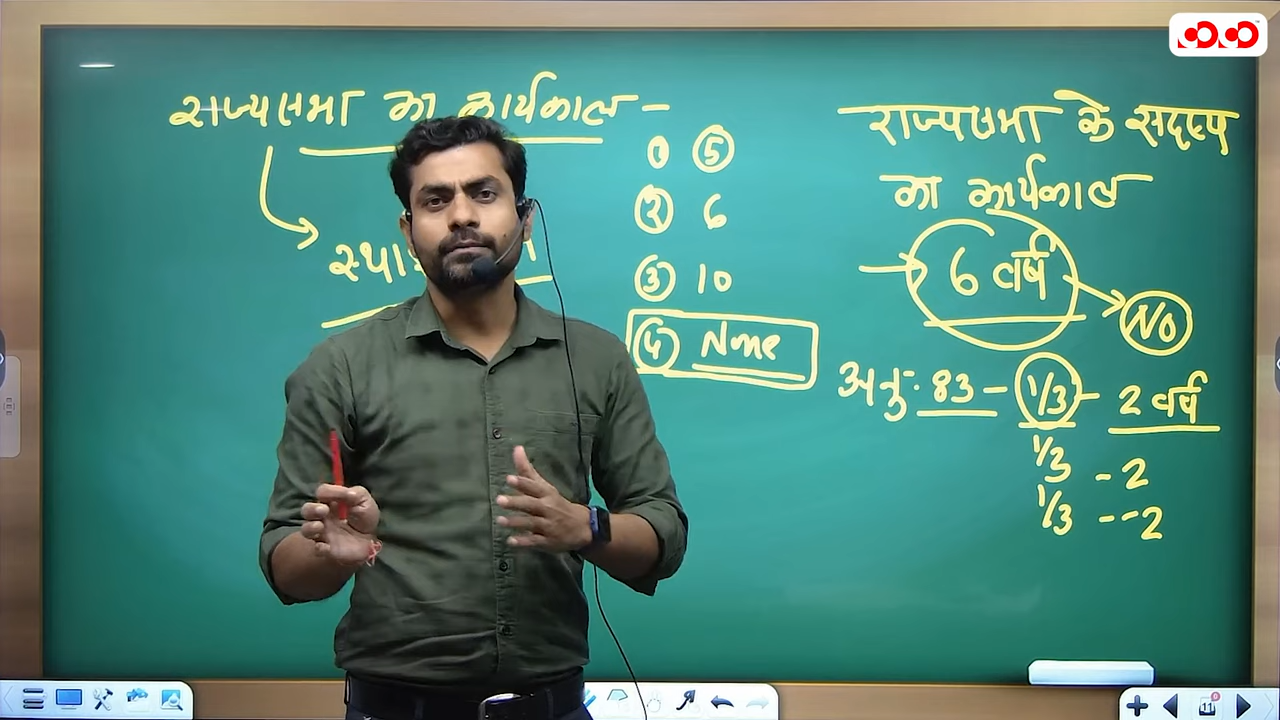 राज्यसभा का कार्यकाल -
① ⑤
② 6
③ 10
④ None
राज्यसभा के सदस्य
का कार्यकाल
6 वर्ष
No
अनु. 83 - 1/3 - 2 वर्ष
1/3 - 2
1/3 - - 2
11